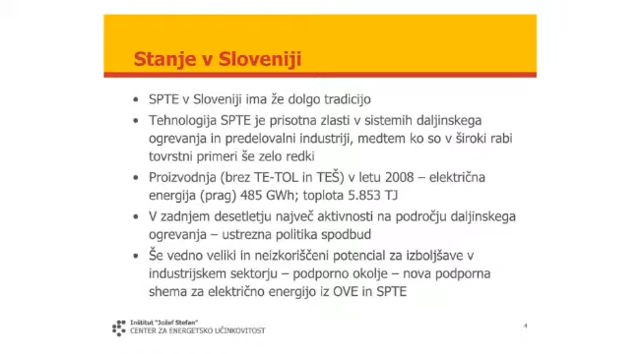 Stanje v Sloveniji
• SPTE v Sloveniji ima že dolgo tradicijo
• Tehnologija SPTE je prisotna zlasti v sistemih daljinskega
ogrevanja in predelovalni industriji, medtem ko so v široki rabi
tovrstni primeri še zelo redki
• Proizvodnja (brez TE-TOL in TEŠ) v letu 2008 – električna
energija (prag) 485 GWh; toplota 5.853 TJ
• V zadnjem desetletju največ aktivnosti na področju daljinskega
ogrevanja – ustrezna politika spodbud
• Še vedno veliki in neizkoriščeni potencial za izboljšave v
industrijskem sektorju – podporno okolje – nova podporna
shema za električno energijo iz OVE in SPTE
Inštitut "Jožef Stefan"
CENTER ZA ENERGETSKO UČINKOVITOST
4